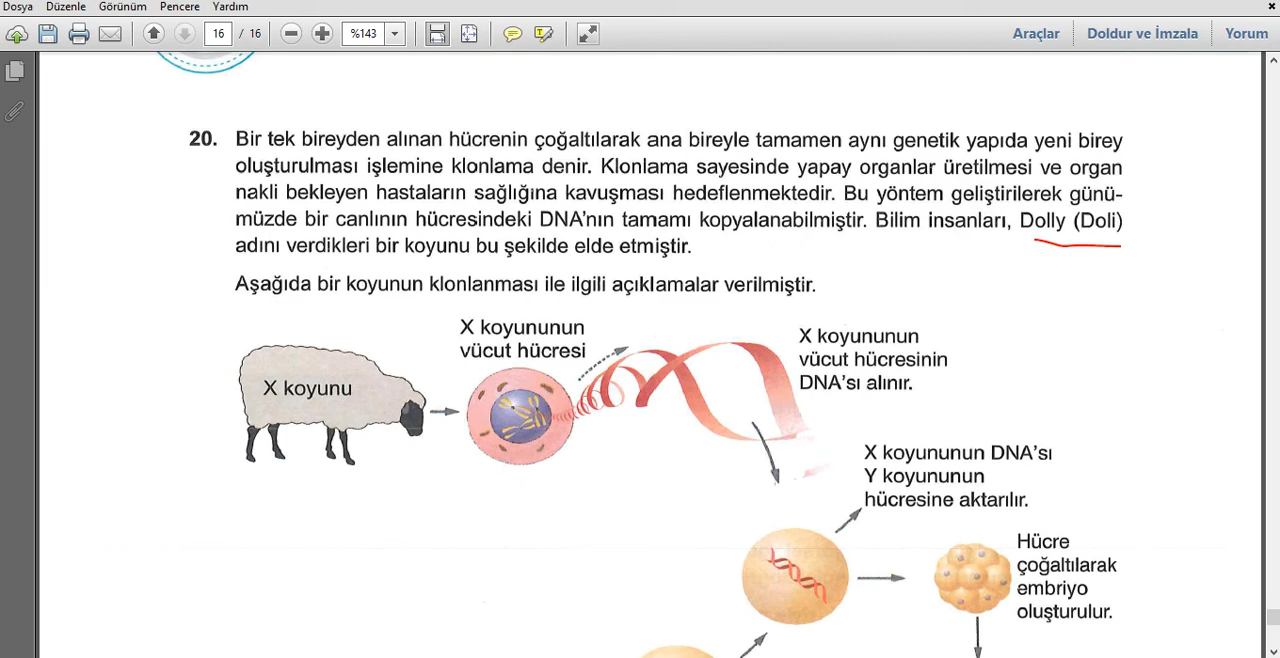 Dosya Düzenle Görünüm Pencere Yardım
16 / 16 %143 Araçlar Doldur ve İmzala Yorum
20. Bir tek bireyden alınan hücrenin çoğaltılarak ana bireyle tamamen aynı genetik yapıda yeni birey
oluşturulması işlemine klonlama denir. Klonlama sayesinde yapay organlar üretilmesi ve organ
nakli bekleyen hastaların sağlığına kavuşması hedeflenmektedir. Bu yöntem geliştirilerek günü-
müzde bir canlının hücresindeki DNA'nın tamamı kopyalanabilmiştir. Bilim insanları, Dolly (Doli)
adını verdikleri bir koyunu bu şekilde elde etmiştir.
Aşağıda bir koyunun klonlanması ile ilgili açıklamalar verilmiştir.
X koyunu
X koyununun
vücut hücresi
X koyununun
vücut hücresinin
DNA'sı alınır.
X koyununun DNA'sı
Y koyununun
hücresine aktarılır.
Hücre
çoğaltılarak
embriyo
oluşturulur.